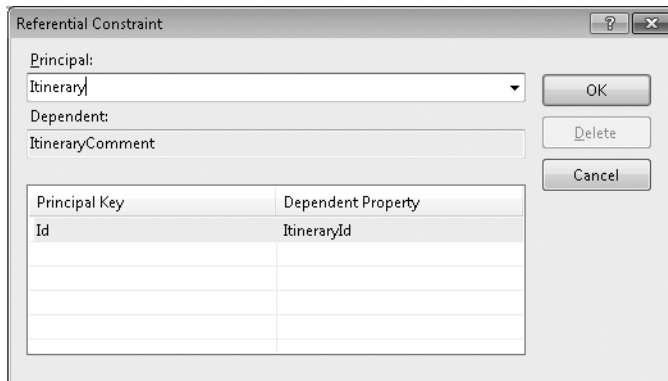 Referential Constraint
Principal:
Itinerary
OK
Dependent:
ItineraryComment
Delete
Cancel
Principal Key Dependent Property
Id ItineraryId